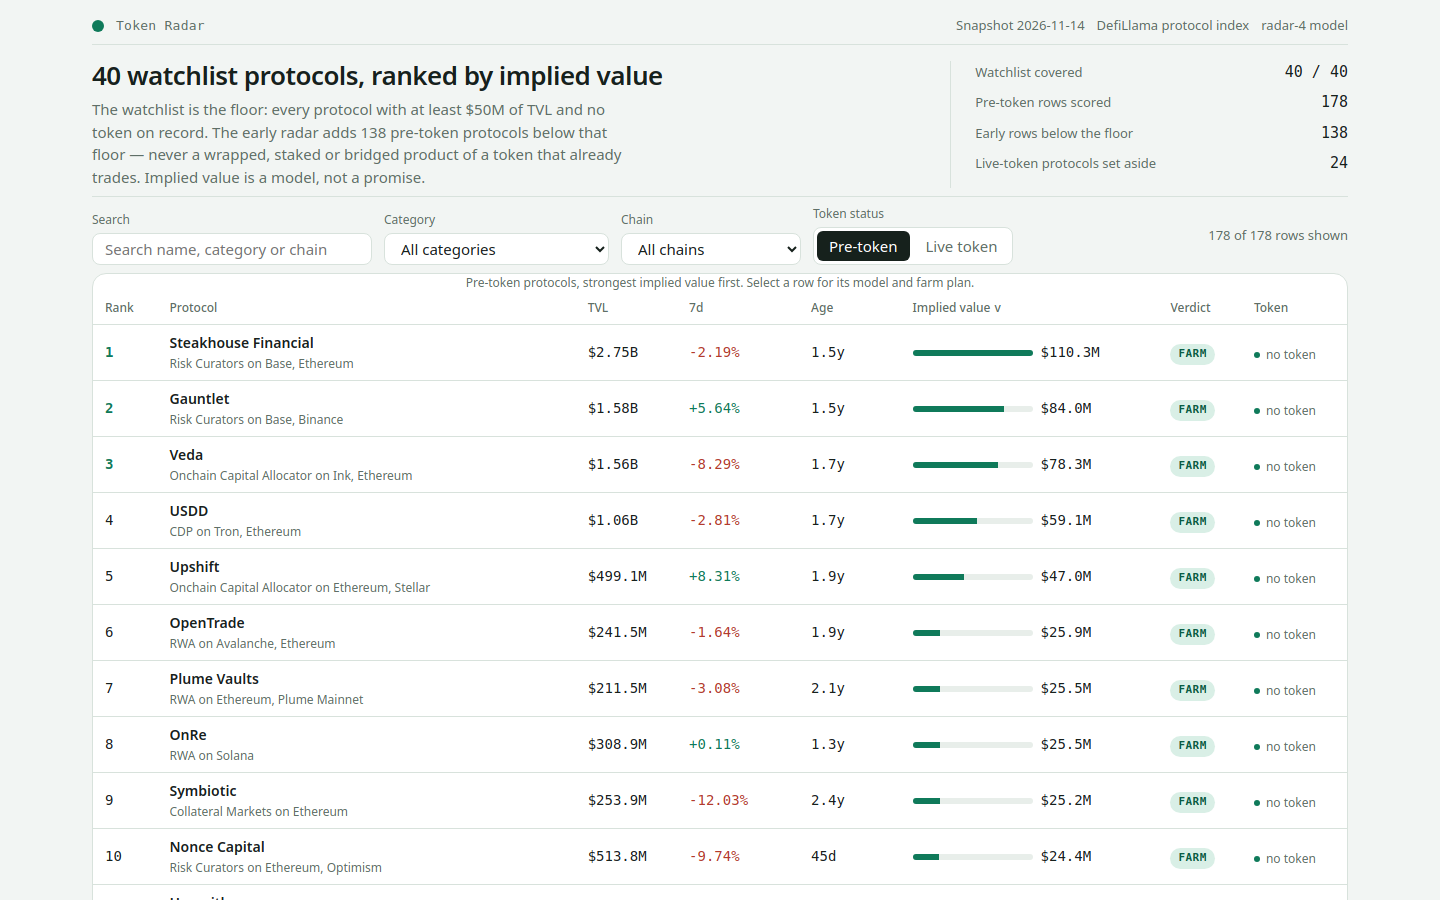 Token Radar
Snapshot 2026-11-14 DefiLlama protocol index radar-4 model
40 watchlist protocols, ranked by implied value
The watchlist is the floor: every protocol with at least $50M of TVL and no
token on record. The early radar adds 138 pre-token protocols below that
floor — never a wrapped, staked or bridged product of a token that already
trades. Implied value is a model, not a promise.
Watchlist covered 40 / 40
Pre-token rows scored 178
Early rows below the floor 138
Live-token protocols set aside 24
Search Category Chain Token status
Search name, category or chain All categories All chains Pre-token Live token
178 of 178 rows shown
Pre-token protocols, strongest implied value first. Select a row for its model and farm plan.
Rank Protocol TVL 7d Age Implied value v Verdict Token
1 Steakhouse Financial $2.75B -2.19% 1.5y $110.3M FARM no token
Risk Curators on Base, Ethereum
2 Gauntlet $1.58B +5.64% 1.5y $84.0M FARM no token
Risk Curators on Base, Binance
3 Veda $1.56B -8.29% 1.7y $78.3M FARM no token
Onchain Capital Allocator on Ink, Ethereum
4 USDD $1.06B -2.81% 1.7y $59.1M FARM no token
CDP on Tron, Ethereum
5 Upshift $499.1M +8.31% 1.9y $47.0M FARM no token
Onchain Capital Allocator on Ethereum, Stellar
6 OpenTrade $241.5M -1.64% 1.9y $25.9M FARM no token
RWA on Avalanche, Ethereum
7 Plume Vaults $211.5M -3.08% 2.1y $25.5M FARM no token
RWA on Ethereum, Plume Mainnet
8 OnRe $308.9M +0.11% 1.3y $25.5M FARM no token
RWA on Solana
9 Symbiotic $253.9M -12.03% 2.4y $25.2M FARM no token
Collateral Markets on Ethereum
10 Nonce Capital $513.8M -9.74% 45d $24.4M FARM no token
Risk Curators on Ethereum, Optimism